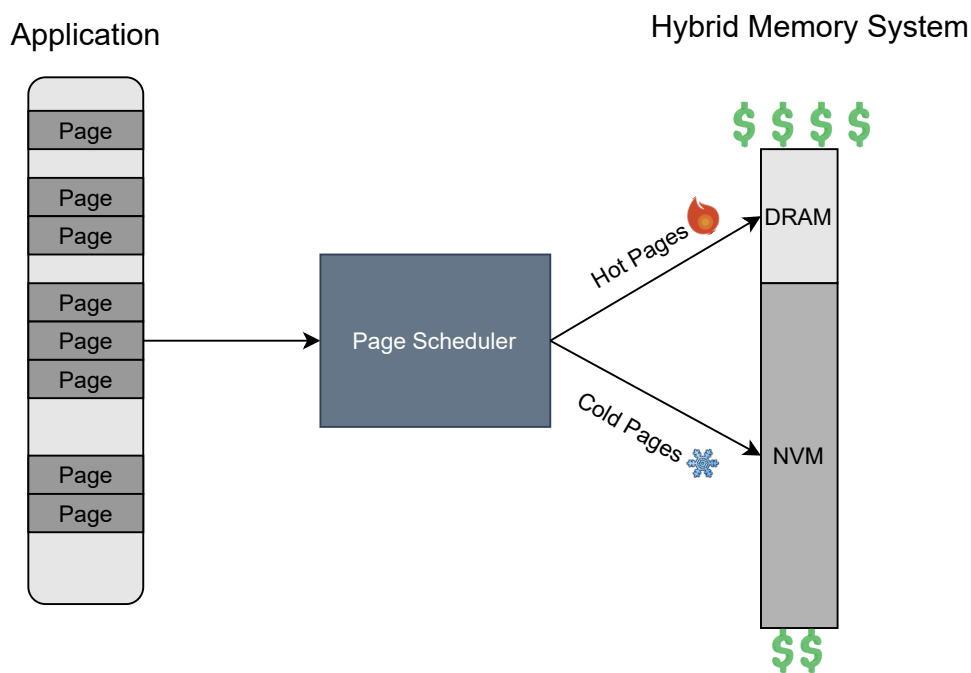 Application
Hybrid Memory System
Page
Page
Page
Page
Page
Page
Page
Page
Page Scheduler
Hot Pages
Cold Pages
$ $ $ $
DRAM
NVM
$$